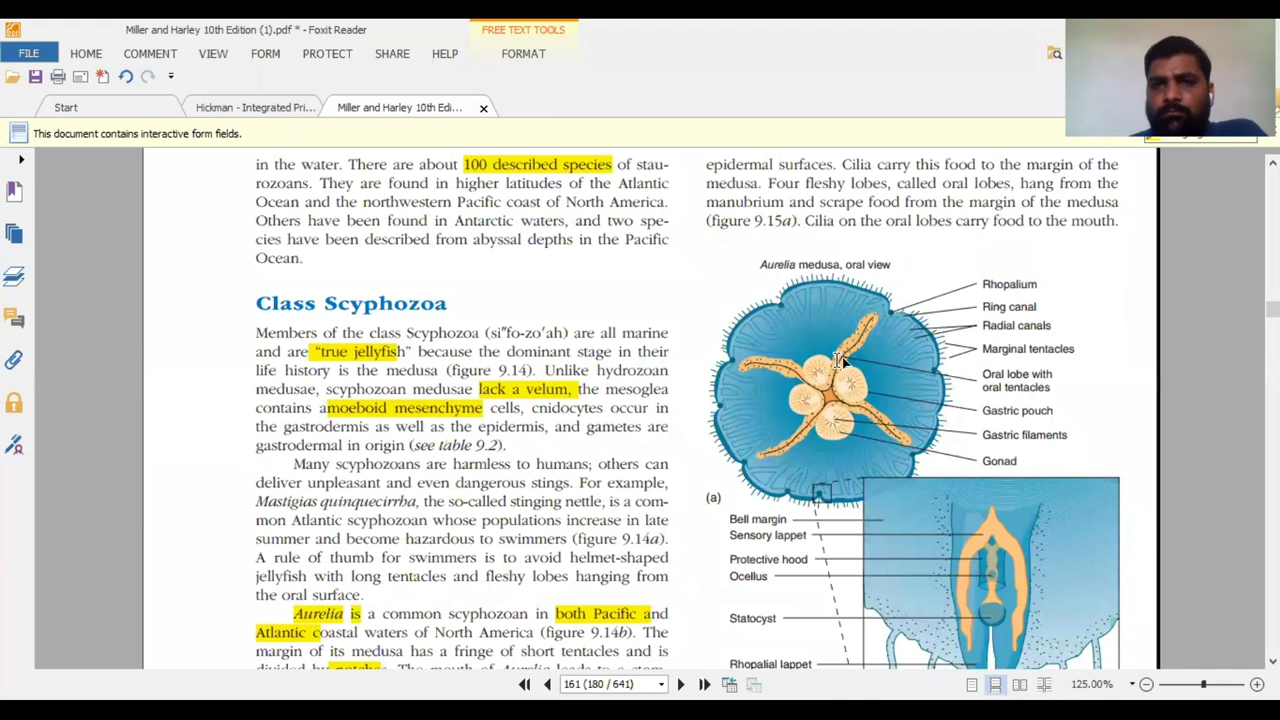 Miller and Harley 10th Edition (1).pdf * - Foxit Reader
FREE TEXT TOOLS
FILE
HOME
COMMENT
VIEW
FORM
PROTECT
SHARE
HELP
FORMAT
Start
Hickman - Integrated Pri...
Miller and Harley 10th Edi...
This document contains interactive form fields.
in the water. There are about 100 described species of stau-
rozoans. They are found in higher latitudes of the Atlantic
Ocean and the northwestern Pacific coast of North America.
Others have been found in Antarctic waters, and two spe-
cies have been described from abyssal depths in the Pacific
Ocean.
Class Scyphozoa
Members of the class Scyphozoa (si″fo-zo′ah) are all marine
and are “true jellyfish” because the dominant stage in their
life history is the medusa (figure 9.14). Unlike hydrozoan
medusae, scyphozoan medusae lack a velum, the mesoglea
contains amoeboid mesenchyme cells, cnidocytes occur in
the gastrodermis as well as the epidermis, and gametes are
gastrodermal in origin (see table 9.2).
Many scyphozoans are harmless to humans; others can
deliver unpleasant and even dangerous stings. For example,
Mastigias quinquecirrha, the so-called stinging nettle, is a com-
mon Atlantic scyphozoan whose populations increase in late
summer and become hazardous to swimmers (figure 9.14a).
A rule of thumb for swimmers is to avoid helmet-shaped
jellyfish with long tentacles and fleshy lobes hanging from
the oral surface.
Aurelia is a common scyphozoan in both Pacific and
Atlantic coastal waters of North America (figure 9.14b). The
margin of its medusa has a fringe of short tentacles and is
divided by notches. The mouth of Aurelia leads to a stom-
epidermal surfaces. Cilia carry this food to the margin of the
medusa. Four fleshy lobes, called oral lobes, hang from the
manubrium and scrape food from the margin of the medusa
(figure 9.15a). Cilia on the oral lobes carry food to the mouth.
Aurelia medusa, oral view
Rhopalium
Ring canal
Radial canals
Marginal tentacles
Oral lobe with
oral tentacles
Gastric pouch
Gastric filaments
Gonad
(a)
Bell margin
Sensory lappet
Protective hood
Ocellus
Statocyst
Rhopalial lappet
161 (180 / 641)
125.00%